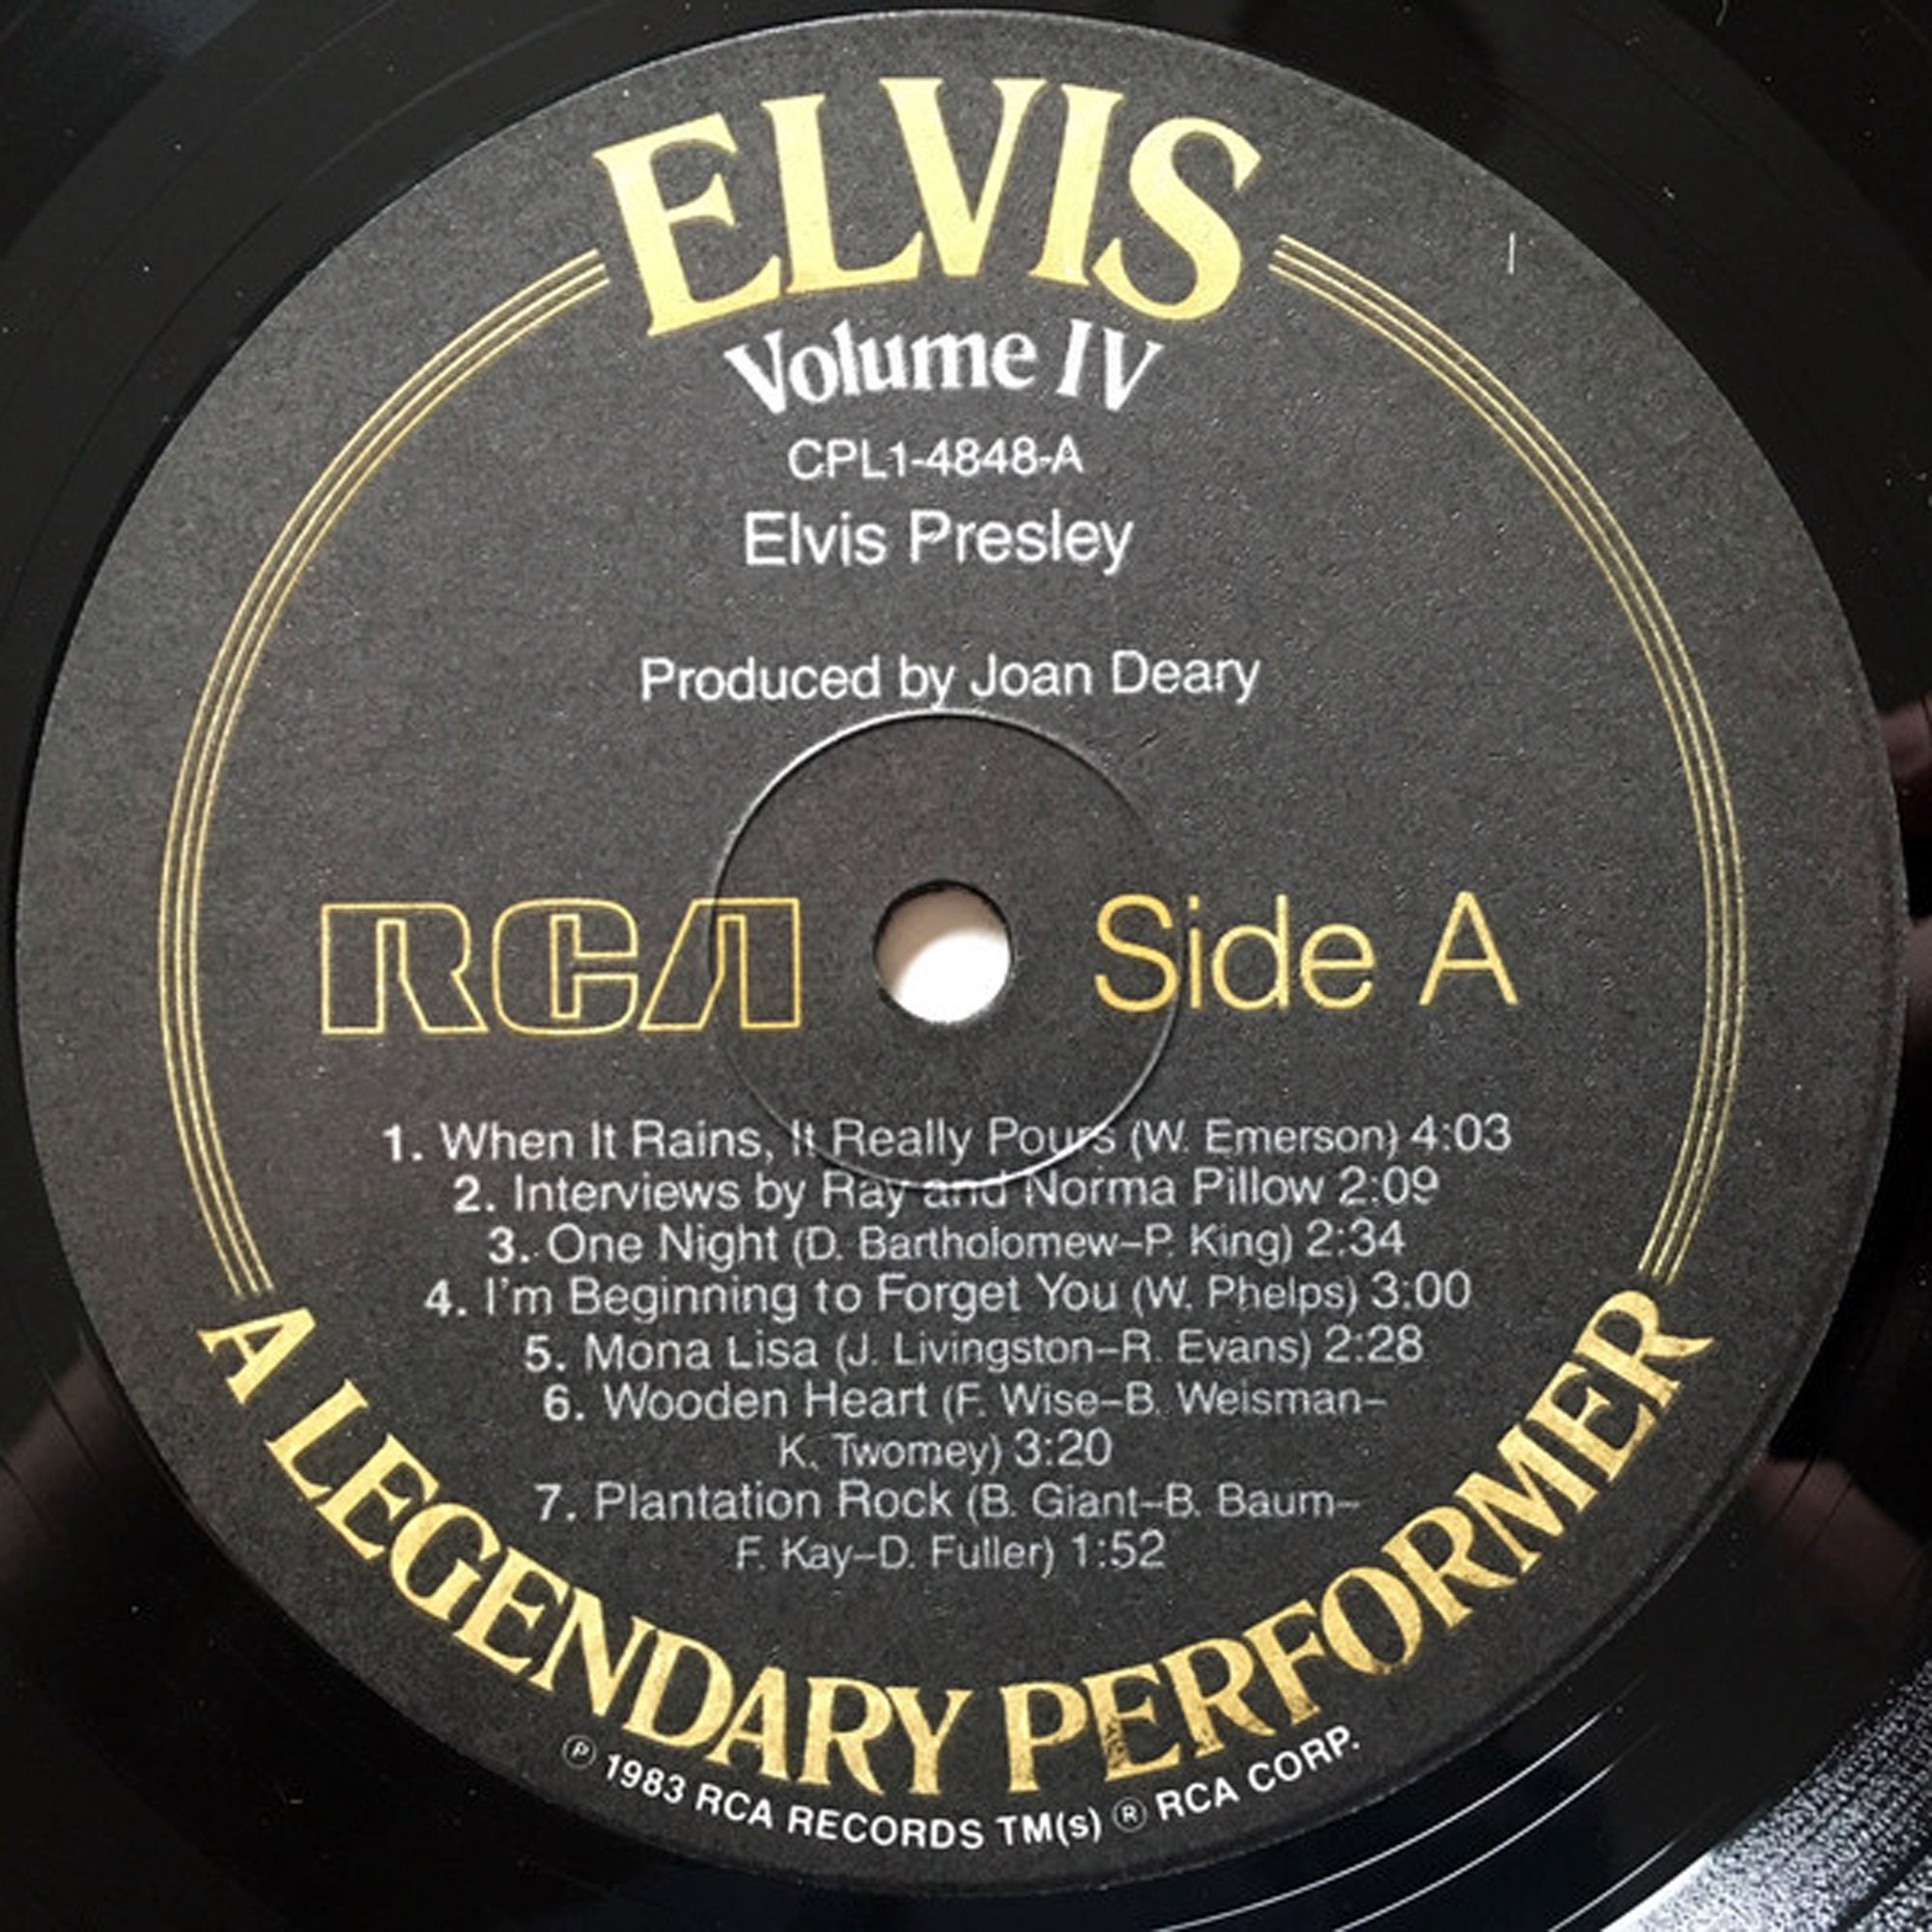 ELVIS
Volume IV
CPL1-4848-A
Elvis Presley
Produced by Joan Deary
RCA
Side A
1. When It Rains, It Really Pours (W. Emerson) 4:03
2. Interviews by Ray and Norma Pillow 2:09
3. One Night (D. Bartholomew–P. King) 2:34
4. I'm Beginning to Forget You (W. Phelps) 3:00
5. Mona Lisa (J. Livingston–R. Evans) 2:28
6. Wooden Heart (F. Wise–B. Weisman–
K. Twomey) 3:20
7. Plantation Rock (B. Giant–B. Baum–
F. Kay–D. Fuller) 1:52
A LEGENDARY PERFORMER
℗ 1983 RCA RECORDS TM(s) ® RCA CORP.